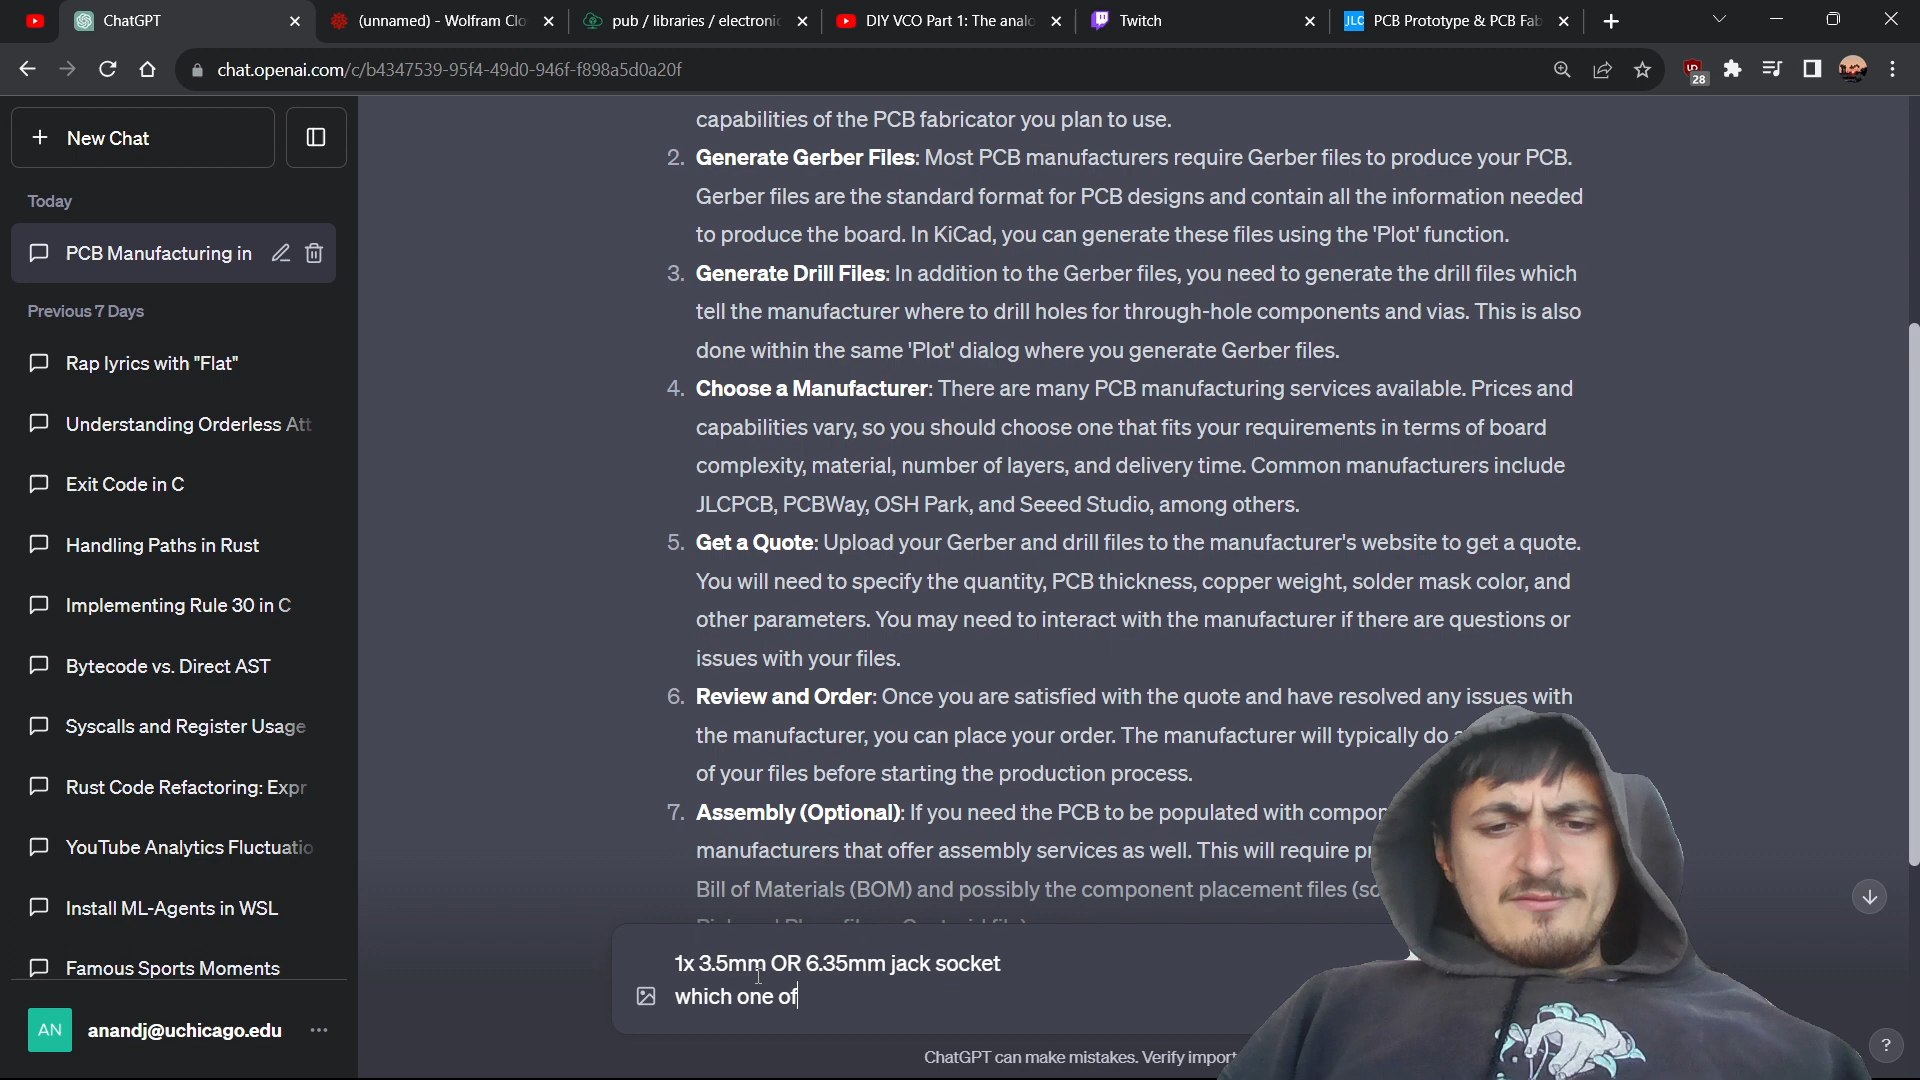 ChatGPT
(unnamed) - Wolfram Clo
pub / libraries / electronic
DIY VCO Part 1: The analo
Twitch
JLC PCB Prototype & PCB Fab
chat.openai.com/c/b4347539-95f4-49d0-946f-f898a5d0a20f
28
New Chat
Today
PCB Manufacturing in
Previous 7 Days
Rap lyrics with "Flat"
Understanding Orderless Att
Exit Code in C
Handling Paths in Rust
Implementing Rule 30 in C
Bytecode vs. Direct AST
Syscalls and Register Usage
Rust Code Refactoring: Expr
YouTube Analytics Fluctuatio
Install ML-Agents in WSL
Famous Sports Moments
AN anandj@uchicago.edu
capabilities of the PCB fabricator you plan to use.
2. Generate Gerber Files: Most PCB manufacturers require Gerber files to produce your PCB.
Gerber files are the standard format for PCB designs and contain all the information needed
to produce the board. In KiCad, you can generate these files using the 'Plot' function.
3. Generate Drill Files: In addition to the Gerber files, you need to generate the drill files which
tell the manufacturer where to drill holes for through-hole components and vias. This is also
done within the same 'Plot' dialog where you generate Gerber files.
4. Choose a Manufacturer: There are many PCB manufacturing services available. Prices and
capabilities vary, so you should choose one that fits your requirements in terms of board
complexity, material, number of layers, and delivery time. Common manufacturers include
JLCPCB, PCBWay, OSH Park, and Seeed Studio, among others.
5. Get a Quote: Upload your Gerber and drill files to the manufacturer's website to get a quote.
You will need to specify the quantity, PCB thickness, copper weight, solder mask color, and
other parameters. You may need to interact with the manufacturer if there are questions or
issues with your files.
6. Review and Order: Once you are satisfied with the quote and have resolved any issues with
the manufacturer, you can place your order. The manufacturer will typically do
of your files before starting the production process.
7. Assembly (Optional): If you need the PCB to be populated with compon
manufacturers that offer assembly services as well. This will require pr
Bill of Materials (BOM) and possibly the component placement files (so
1x 3.5mm OR 6.35mm jack socket
which one of
ChatGPT can make mistakes. Verify import
?